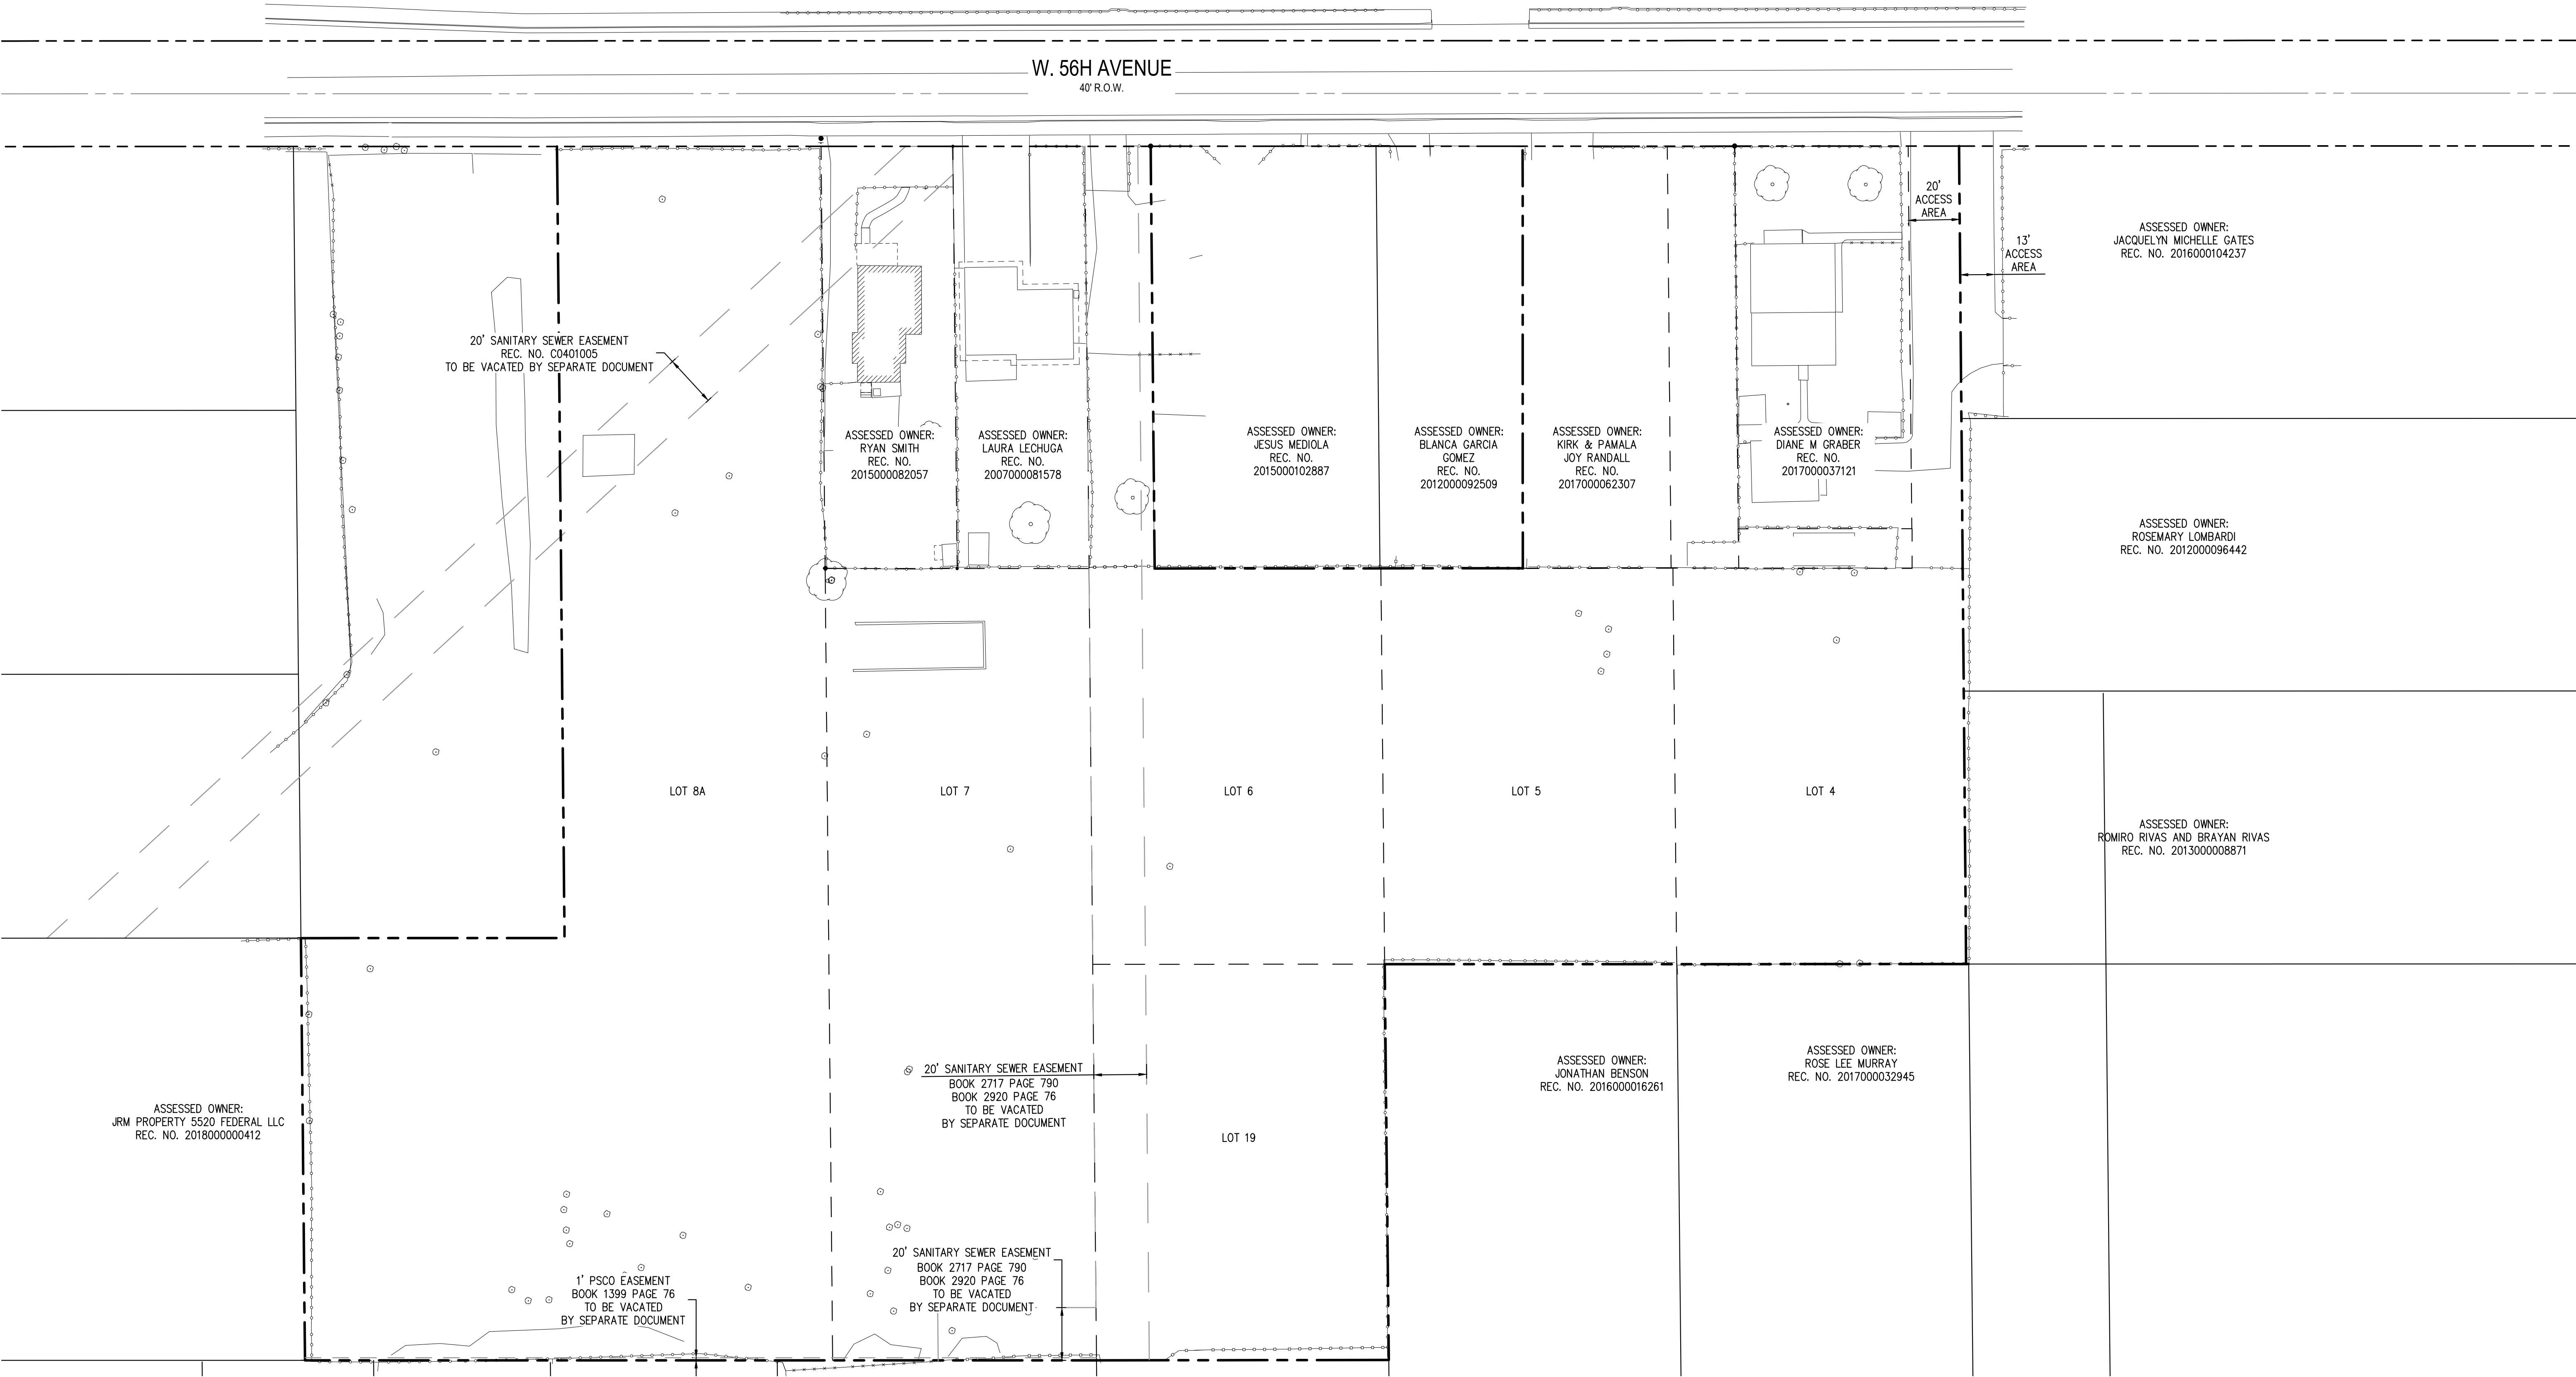 W. 56H AVENUE
40' R.O.W.
20'
ACCESS
AREA
13'
ACCESS
AREA
ASSESSED OWNER:
JACQUELYN MICHELLE GATES
REC. NO. 2016000104237
20' SANITARY SEWER EASEMENT
REC. NO. C0401005
TO BE VACATED BY SEPARATE DOCUMENT
ASSESSED OWNER:
RYAN SMITH
REC. NO.
2015000082057
ASSESSED OWNER:
LAURA LECHUGA
REC. NO.
2007000081578
ASSESSED OWNER:
JESUS MEDIOLA
REC. NO.
2015000102887
ASSESSED OWNER:
BLANCA GARCIA
GOMEZ
REC. NO.
2012000092509
ASSESSED OWNER:
KIRK & PAMALA
JOY RANDALL
REC. NO.
2017000062307
ASSESSED OWNER:
DIANE M GRABER
REC. NO.
2017000037121
ASSESSED OWNER:
ROSEMARY LOMBARDI
REC. NO. 2012000096442
LOT 8A
LOT 7
LOT 6
LOT 5
LOT 4
ASSESSED OWNER:
ROMIRO RIVAS AND BRAYAN RIVAS
REC. NO. 2013000008871
ASSESSED OWNER:
JRM PROPERTY 5520 FEDERAL LLC
REC. NO. 2018000000412
20' SANITARY SEWER EASEMENT
BOOK 2717 PAGE 790
BOOK 2920 PAGE 76
TO BE VACATED
BY SEPARATE DOCUMENT
LOT 19
ASSESSED OWNER:
JONATHAN BENSON
REC. NO. 2016000016261
ASSESSED OWNER:
ROSE LEE MURRAY
REC. NO. 2017000032945
1' PSCO EASEMENT
BOOK 1399 PAGE 76
TO BE VACATED
BY SEPARATE DOCUMENT
20' SANITARY SEWER EASEMENT
BOOK 2717 PAGE 790
BOOK 2920 PAGE 76
TO BE VACATED
BY SEPARATE DOCUMENT